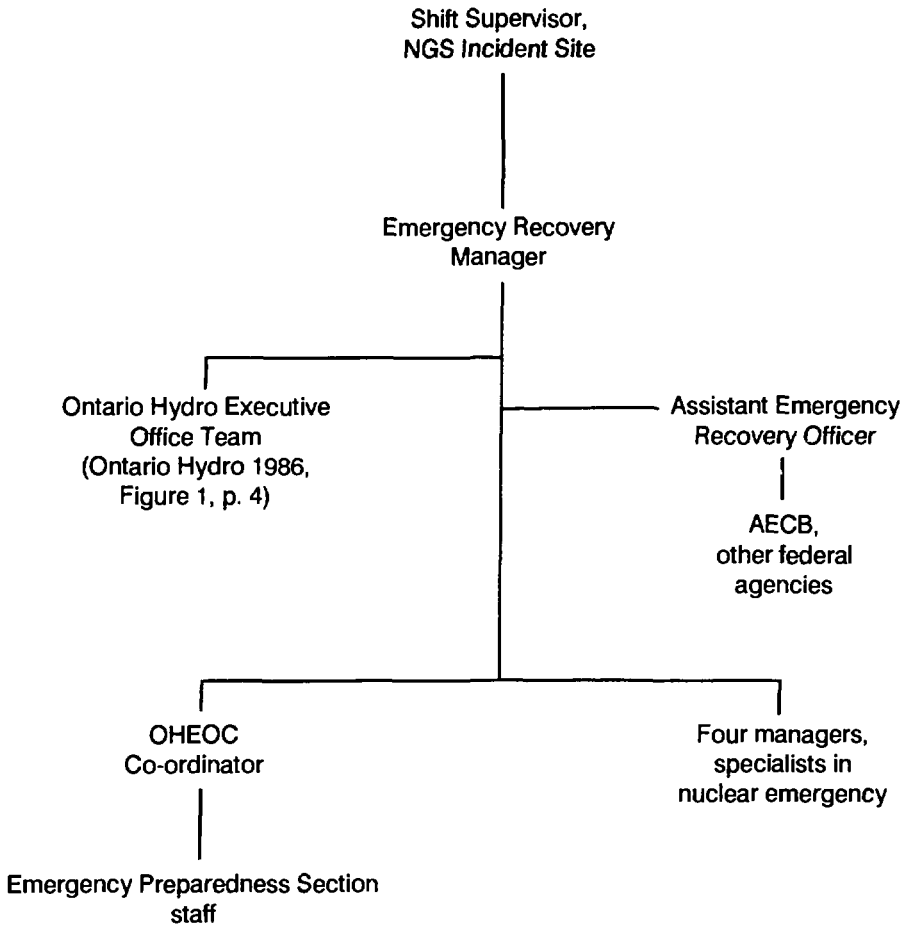 Shift Supervisor,
NGS Incident Site
Emergency Recovery
Manager
Ontario Hydro Executive
Office Team
(Ontario Hydro 1986,
Figure 1, p. 4)
Assistant Emergency
Recovery Officer
AECB,
other federal
agencies
OHEOC
Co-ordinator
Four managers,
specialists in
nuclear emergency
Emergency Preparedness Section
staff